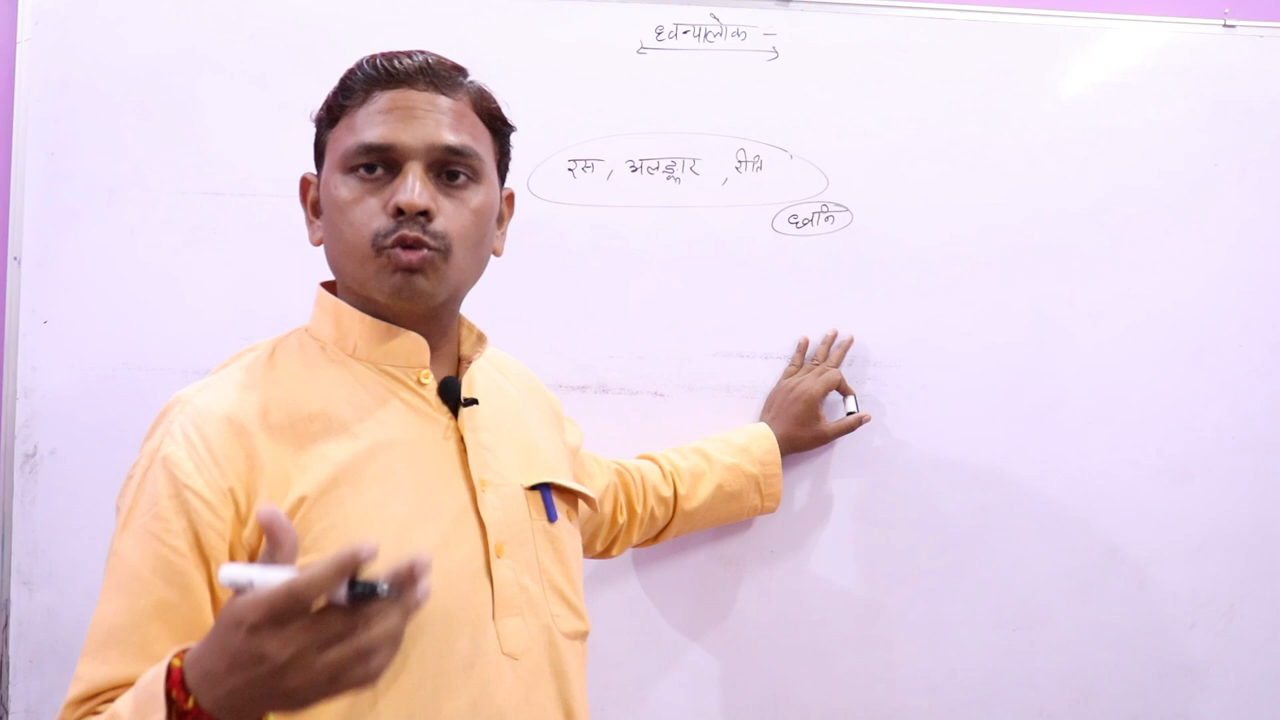 ध्वन्यालोक -
रस, अलङ्कार, रीति
ध्वनि